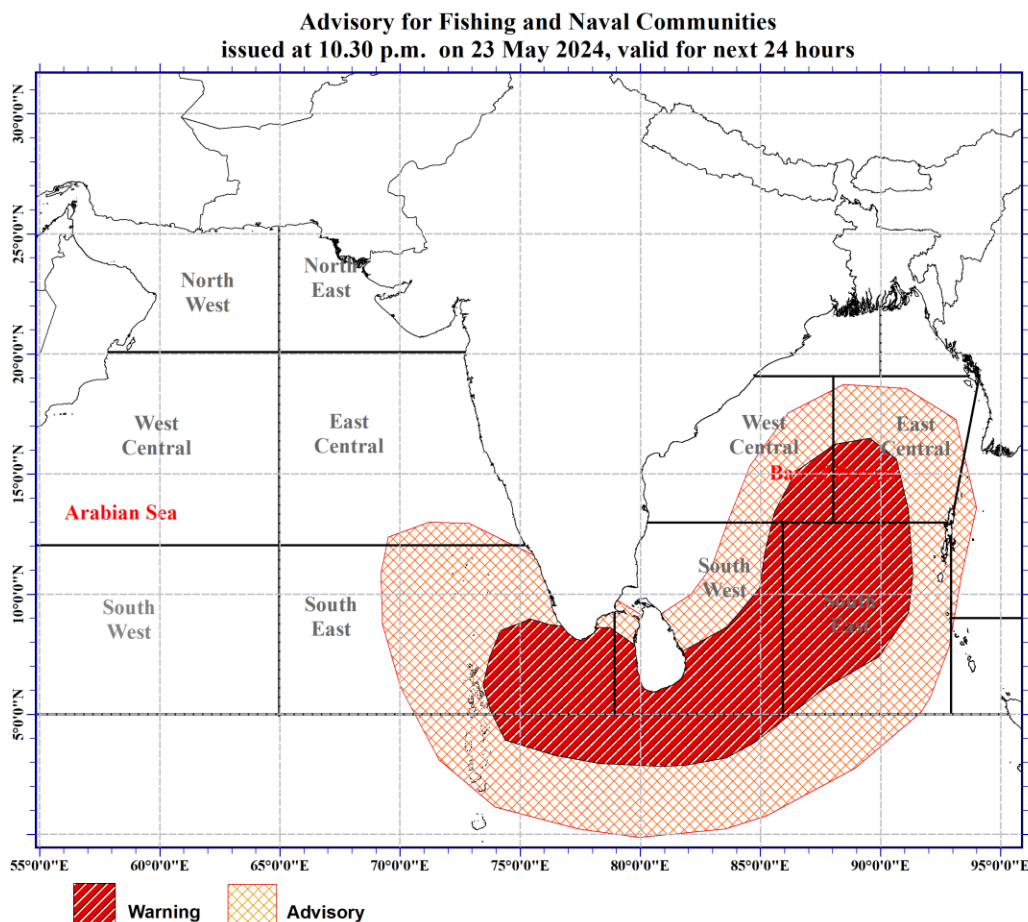 Advisory for Fishing and Naval Communities
issued at 10.30 p.m. on 23 May 2024, valid for next 24 hours
30°0'0"N
25°0'0"N
20°0'0"N
15°0'0"N
10°0'0"N
5°0'0"N
North
West
North
East
West
Central
East
Central
West
Central
East
Central
Arabian Sea
South
West
South
East
South
West
South
East
55°0'0"E 60°0'0"E 65°0'0"E 70°0'0"E 75°0'0"E 80°0'0"E 85°0'0"E 90°0'0"E 95°0'0"E
Warning Advisory